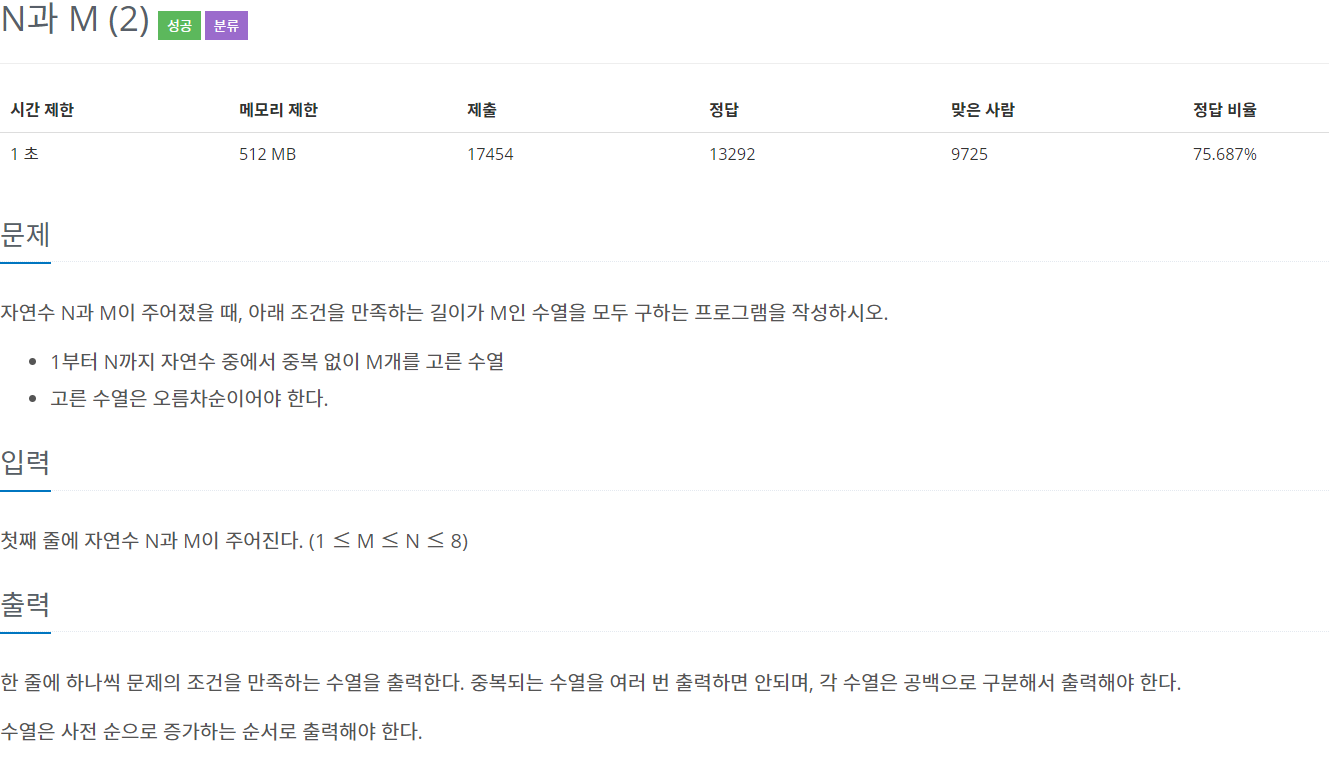 N과 M (2) 성공 분류
시간 제한 메모리 제한 제출 정답 맞은 사람 정답 비율
1 초 512 MB 17454 13292 9725 75.687%
문제
자연수 N과 M이 주어졌을 때, 아래 조건을 만족하는 길이가 M인 수열을 모두 구하는 프로그램을 작성하시오.
• 1부터 N까지 자연수 중에서 중복 없이 M개를 고른 수열
• 고른 수열은 오름차순이어야 한다.
입력
첫째 줄에 자연수 N과 M이 주어진다. (1 ≤ M ≤ N ≤ 8)
출력
한 줄에 하나씩 문제의 조건을 만족하는 수열을 출력한다. 중복되는 수열을 여러 번 출력하면 안되며, 각 수열은 공백으로 구분해서 출력해야 한다.
수열은 사전 순으로 증가하는 순서로 출력해야 한다.